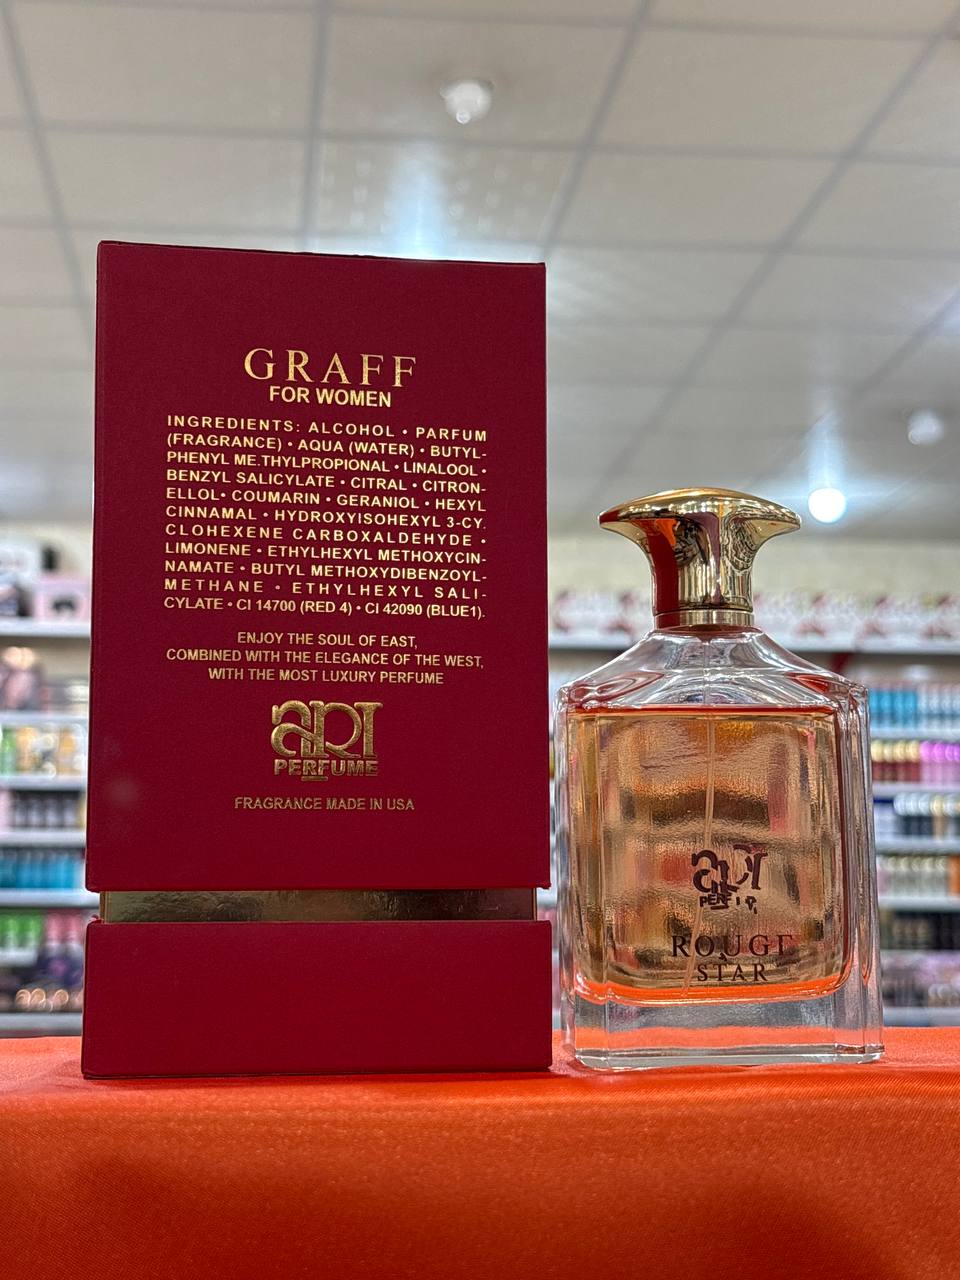 GRAFF
FOR WOMEN
INGREDIENTS: ALCOHOL • PARFUM
(FRAGRANCE) • AQUA (WATER) • BUTYL-
PHENYL ME.THYLPROPIONAL • LINALOOL •
BENZYL SALICYLATE • CITRAL • CITRON-
ELLOL • COUMARIN • GERANIOL • HEXYL
CINNAMAL • HYDROXYISOHEXYL 3-CY.
CLOHEXENE CARBOXALDEHYDE •
LIMONENE • ETHYLHEXYL METHOXYCIN-
NAMATE • BUTYL METHOXYDIBENZOYL-
METHANE • ETHYLHEXYL SALI-
CYLATE • CI 14700 (RED 4) • CI 42090 (BLUE1).
ENJOY THE SOUL OF EAST,
COMBINED WITH THE ELEGANCE OF THE WEST,
WITH THE MOST LUXURY PERFUME
ART
PERFUME
FRAGRANCE MADE IN USA
ART
ROUGE
STAR